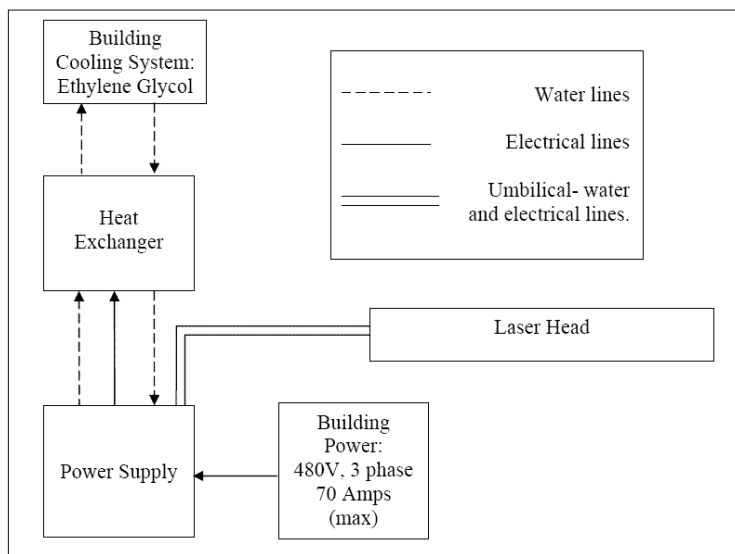 Building
Cooling System:
Ethylene Glycol
Water lines
Electrical lines
Umbilical- water
and electrical lines.
Heat
Exchanger
Laser Head
Power Supply
Building
Power:
480V, 3 phase
70 Amps
(max)